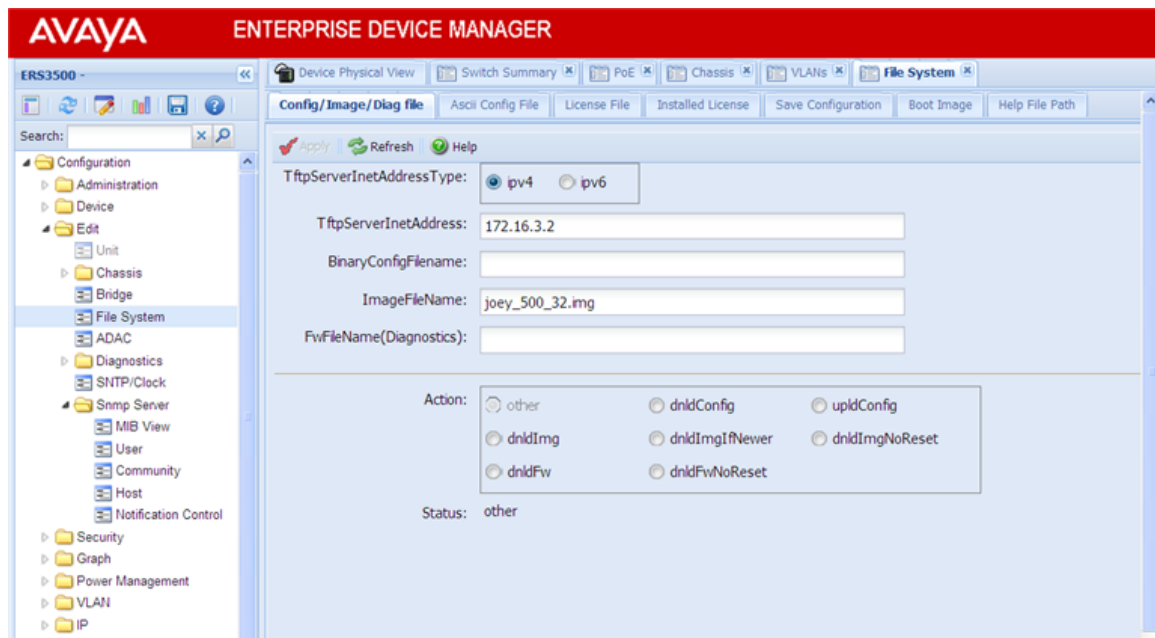 AVAYA ENTERPRISE DEVICE MANAGER
ERS3500 -
Device Physical View Switch Summary PoE Chassis VLANs File System
Config/Image/Diag file Ascii Config File License File Installed License Save Configuration Boot Image Help File Path
Search:
Apply Refresh Help
Configuration
Administration
Device
Edit
Unit
Chassis
Bridge
File System
ADAC
Diagnostics
SNTP/Clock
Snmp Server
MIB View
User
Community
Host
Notification Control
Security
Graph
Power Management
VLAN
IP
TftpServerInetAddressType: ipv4 ipv6
TftpServerInetAddress: 172.16.3.2
BinaryConfigFilename:
ImageFileName: joey_500_32.img
FwFileName(Diagnostics):
Action: other dnldConfig upldConfig
dnldImg dnldImgIfNewer dnldImgNoReset
dnldFw dnldFwNoReset
Status: other